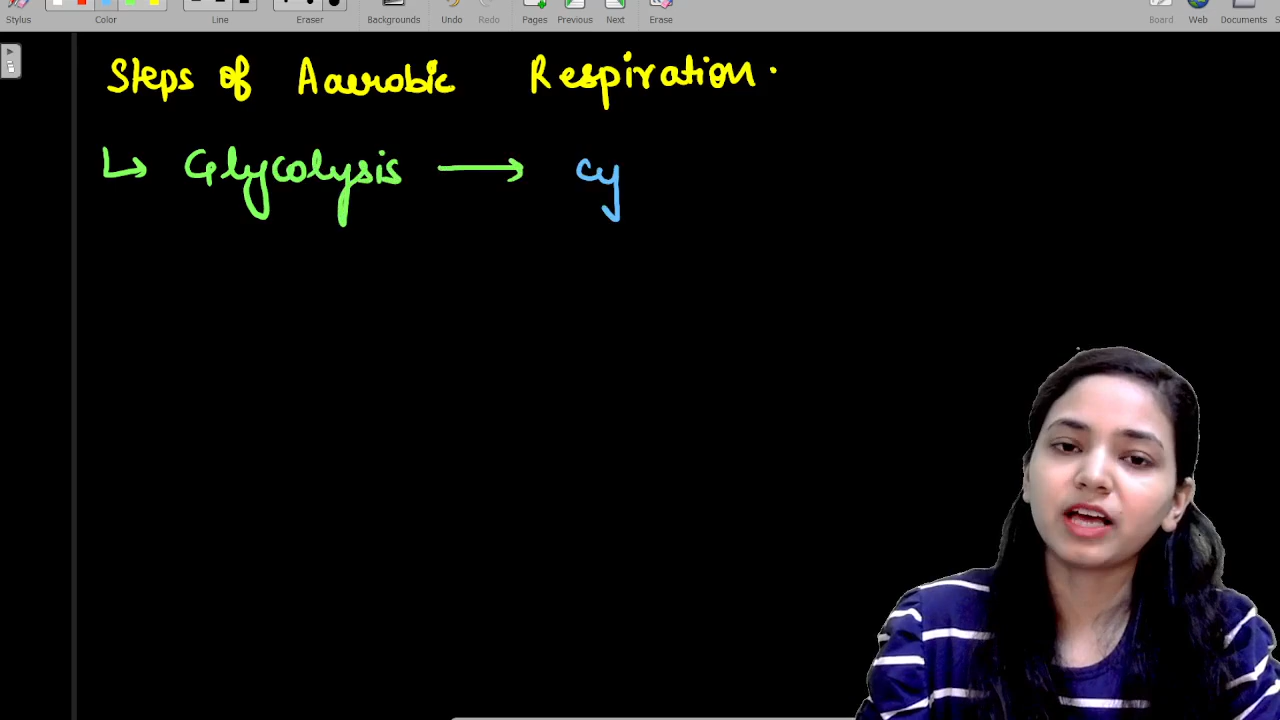 Stylus Color Line Eraser Backgrounds Undo Redo Pages Previous Next Erase Board Web Documents
Steps of Aaerobic Respiration.
↳ Glycolysis → cy